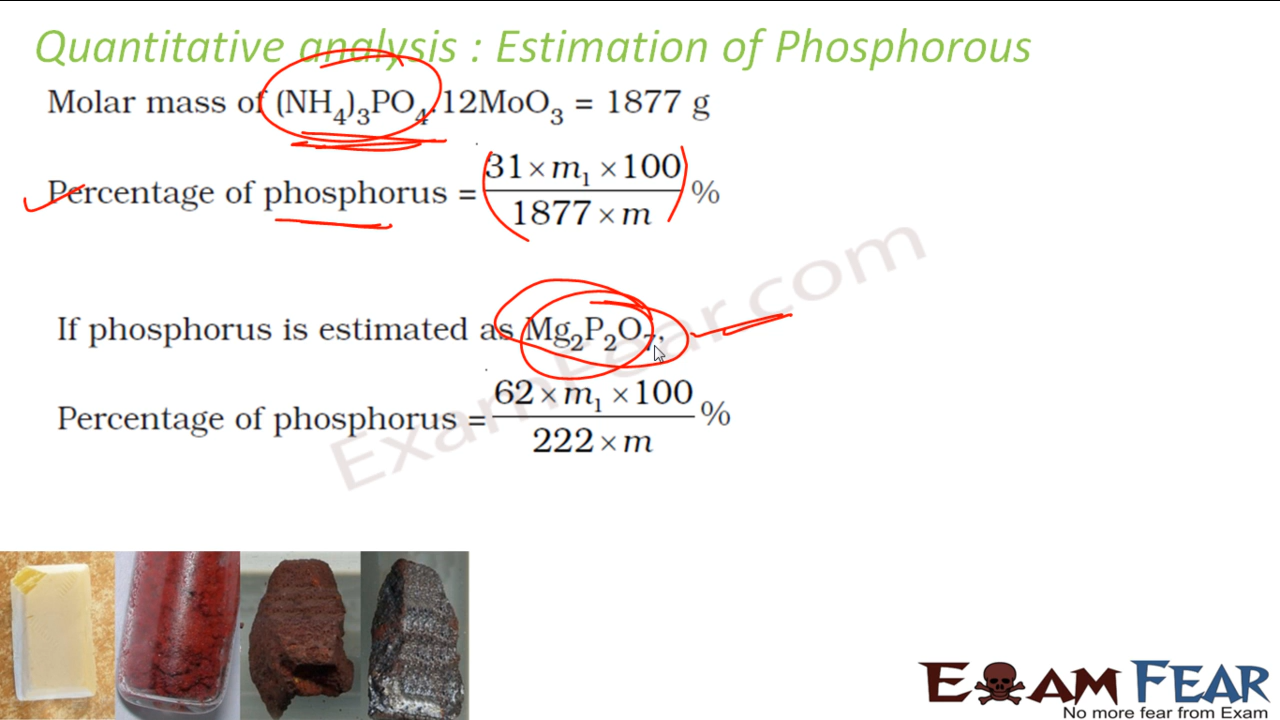 Quantitative analysis : Estimation of Phosphorous
Molar mass of (NH₄)₃PO₄.12MoO₃ = 1877 g
Percentage of phosphorus = (31 × m₁ × 100) / (1877 × m) %
If phosphorus is estimated as Mg₂P₂O₇;
Percentage of phosphorus = (62 × m₁ × 100) / (222 × m) %
ExamFear.com
EXAM FEAR
No more fear from Exam